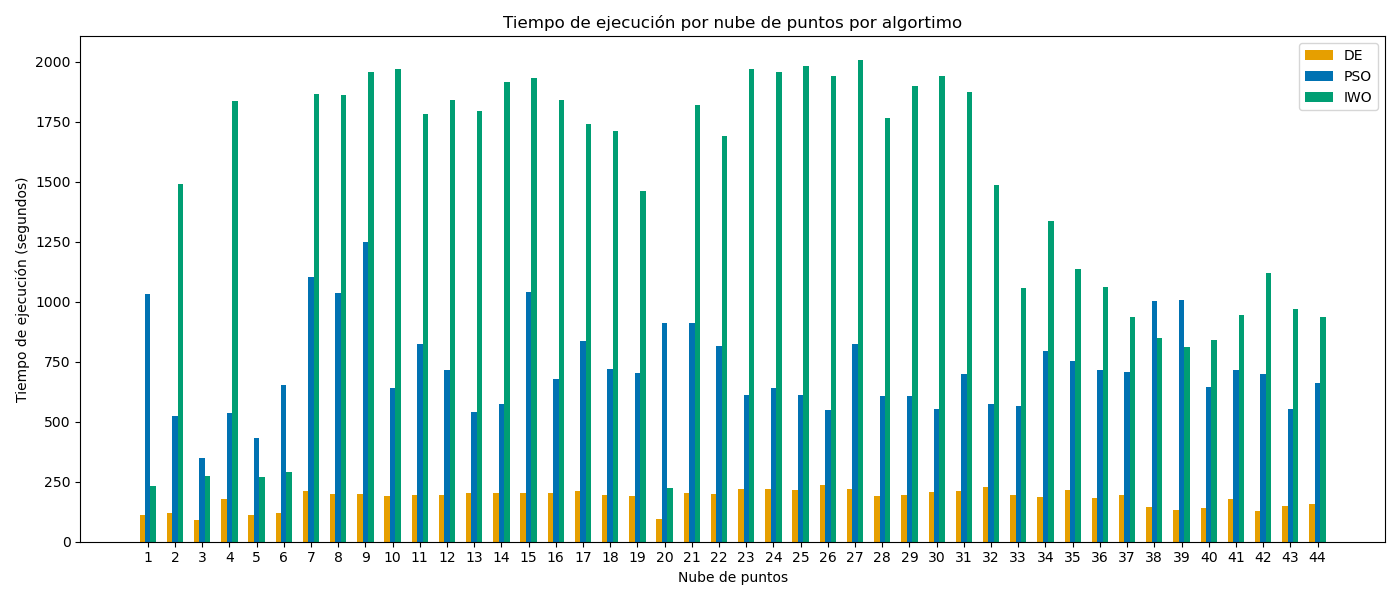 Tiempo de ejecución por nube de puntos por algortimo
DE
PSO
IWO
Tiempo de ejecución (segundos)
2000
1750
1500
1250
1000
750
500
250
0
1 2 3 4 5 6 7 8 9 10 11 12 13 14 15 16 17 18 19 20 21 22 23 24 25 26 27 28 29 30 31 32 33 34 35 36 37 38 39 40 41 42 43 44
Nube de puntos